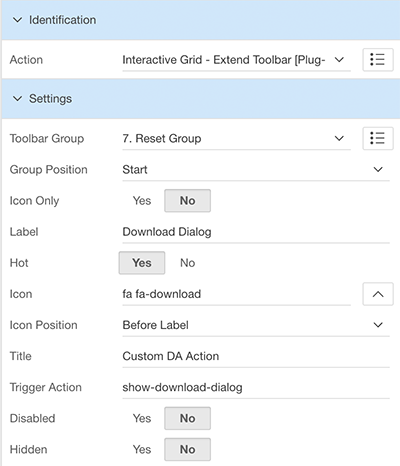 Identification
Action Interactive Grid - Extend Toolbar [Plug-
Settings
Toolbar Group 7. Reset Group
Group Position Start
Icon Only Yes No
Label Download Dialog
Hot Yes No
Icon fa fa-download
Icon Position Before Label
Title Custom DA Action
Trigger Action show-download-dialog
Disabled Yes No
Hidden Yes No